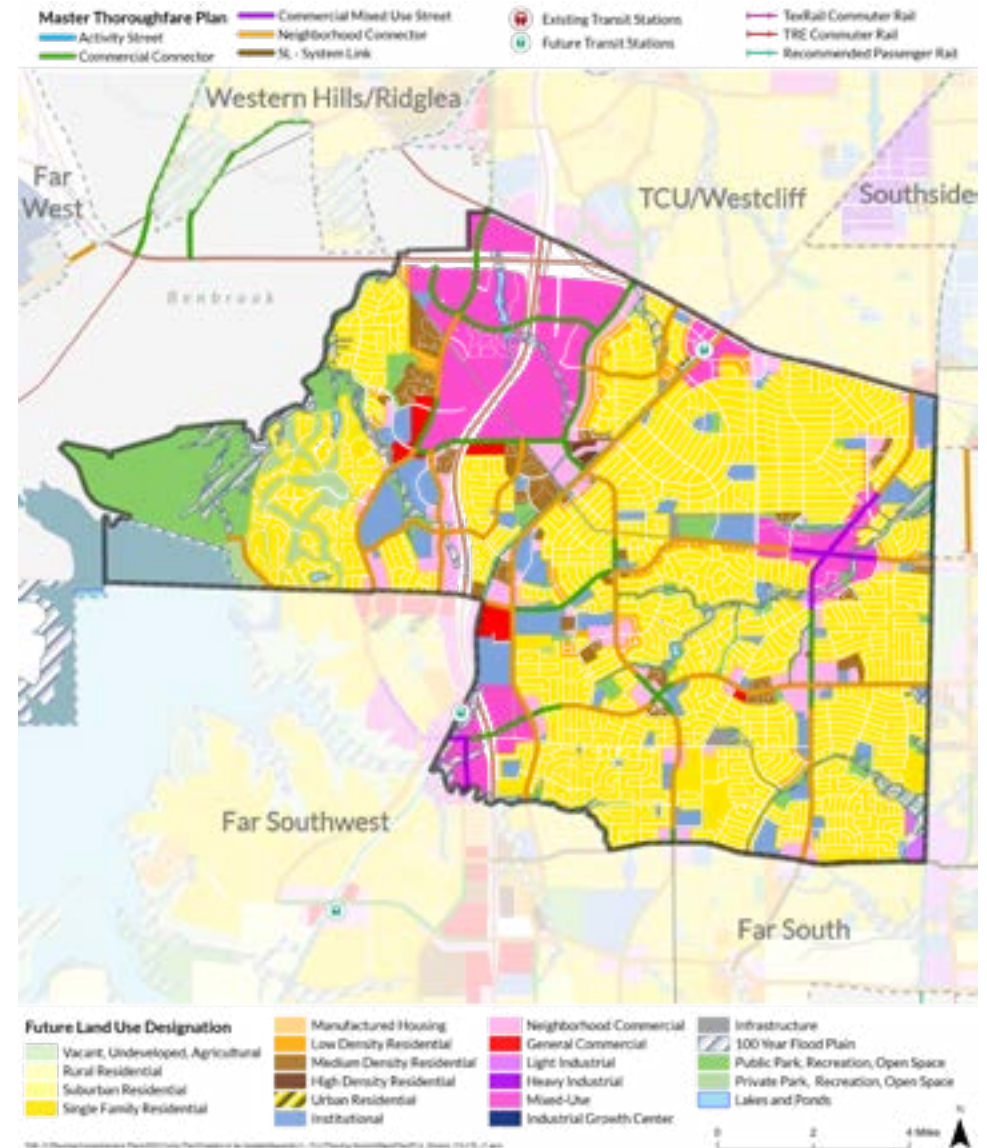 Master Thoroughfare Plan
Activity Street
Commercial Connector
Commercial Mixed Use Street
Neighborhood Connector
SL - System Link
Existing Transit Stations
Future Transit Stations
TexRail Commuter Rail
TRE Commuter Rail
Recommended Passenger Rail
Western Hills/Ridglea
Far
West
TCU/Westcliff
Southside
Benbrook
Far Southwest
Far South
Future Land Use Designation
Vacant, Undeveloped, Agricultural
Rural Residential
Suburban Residential
Single Family Residential
Manufactured Housing
Low Density Residential
Medium Density Residential
High Density Residential
Urban Residential
Institutional
Neighborhood Commercial
General Commercial
Light Industrial
Heavy Industrial
Mixed-Use
Industrial Growth Center
Infrastructure
100 Year Flood Plain
Public Park, Recreation, Open Space
Private Park, Recreation, Open Space
Lakes and Ponds
N
0 2 4 Miles